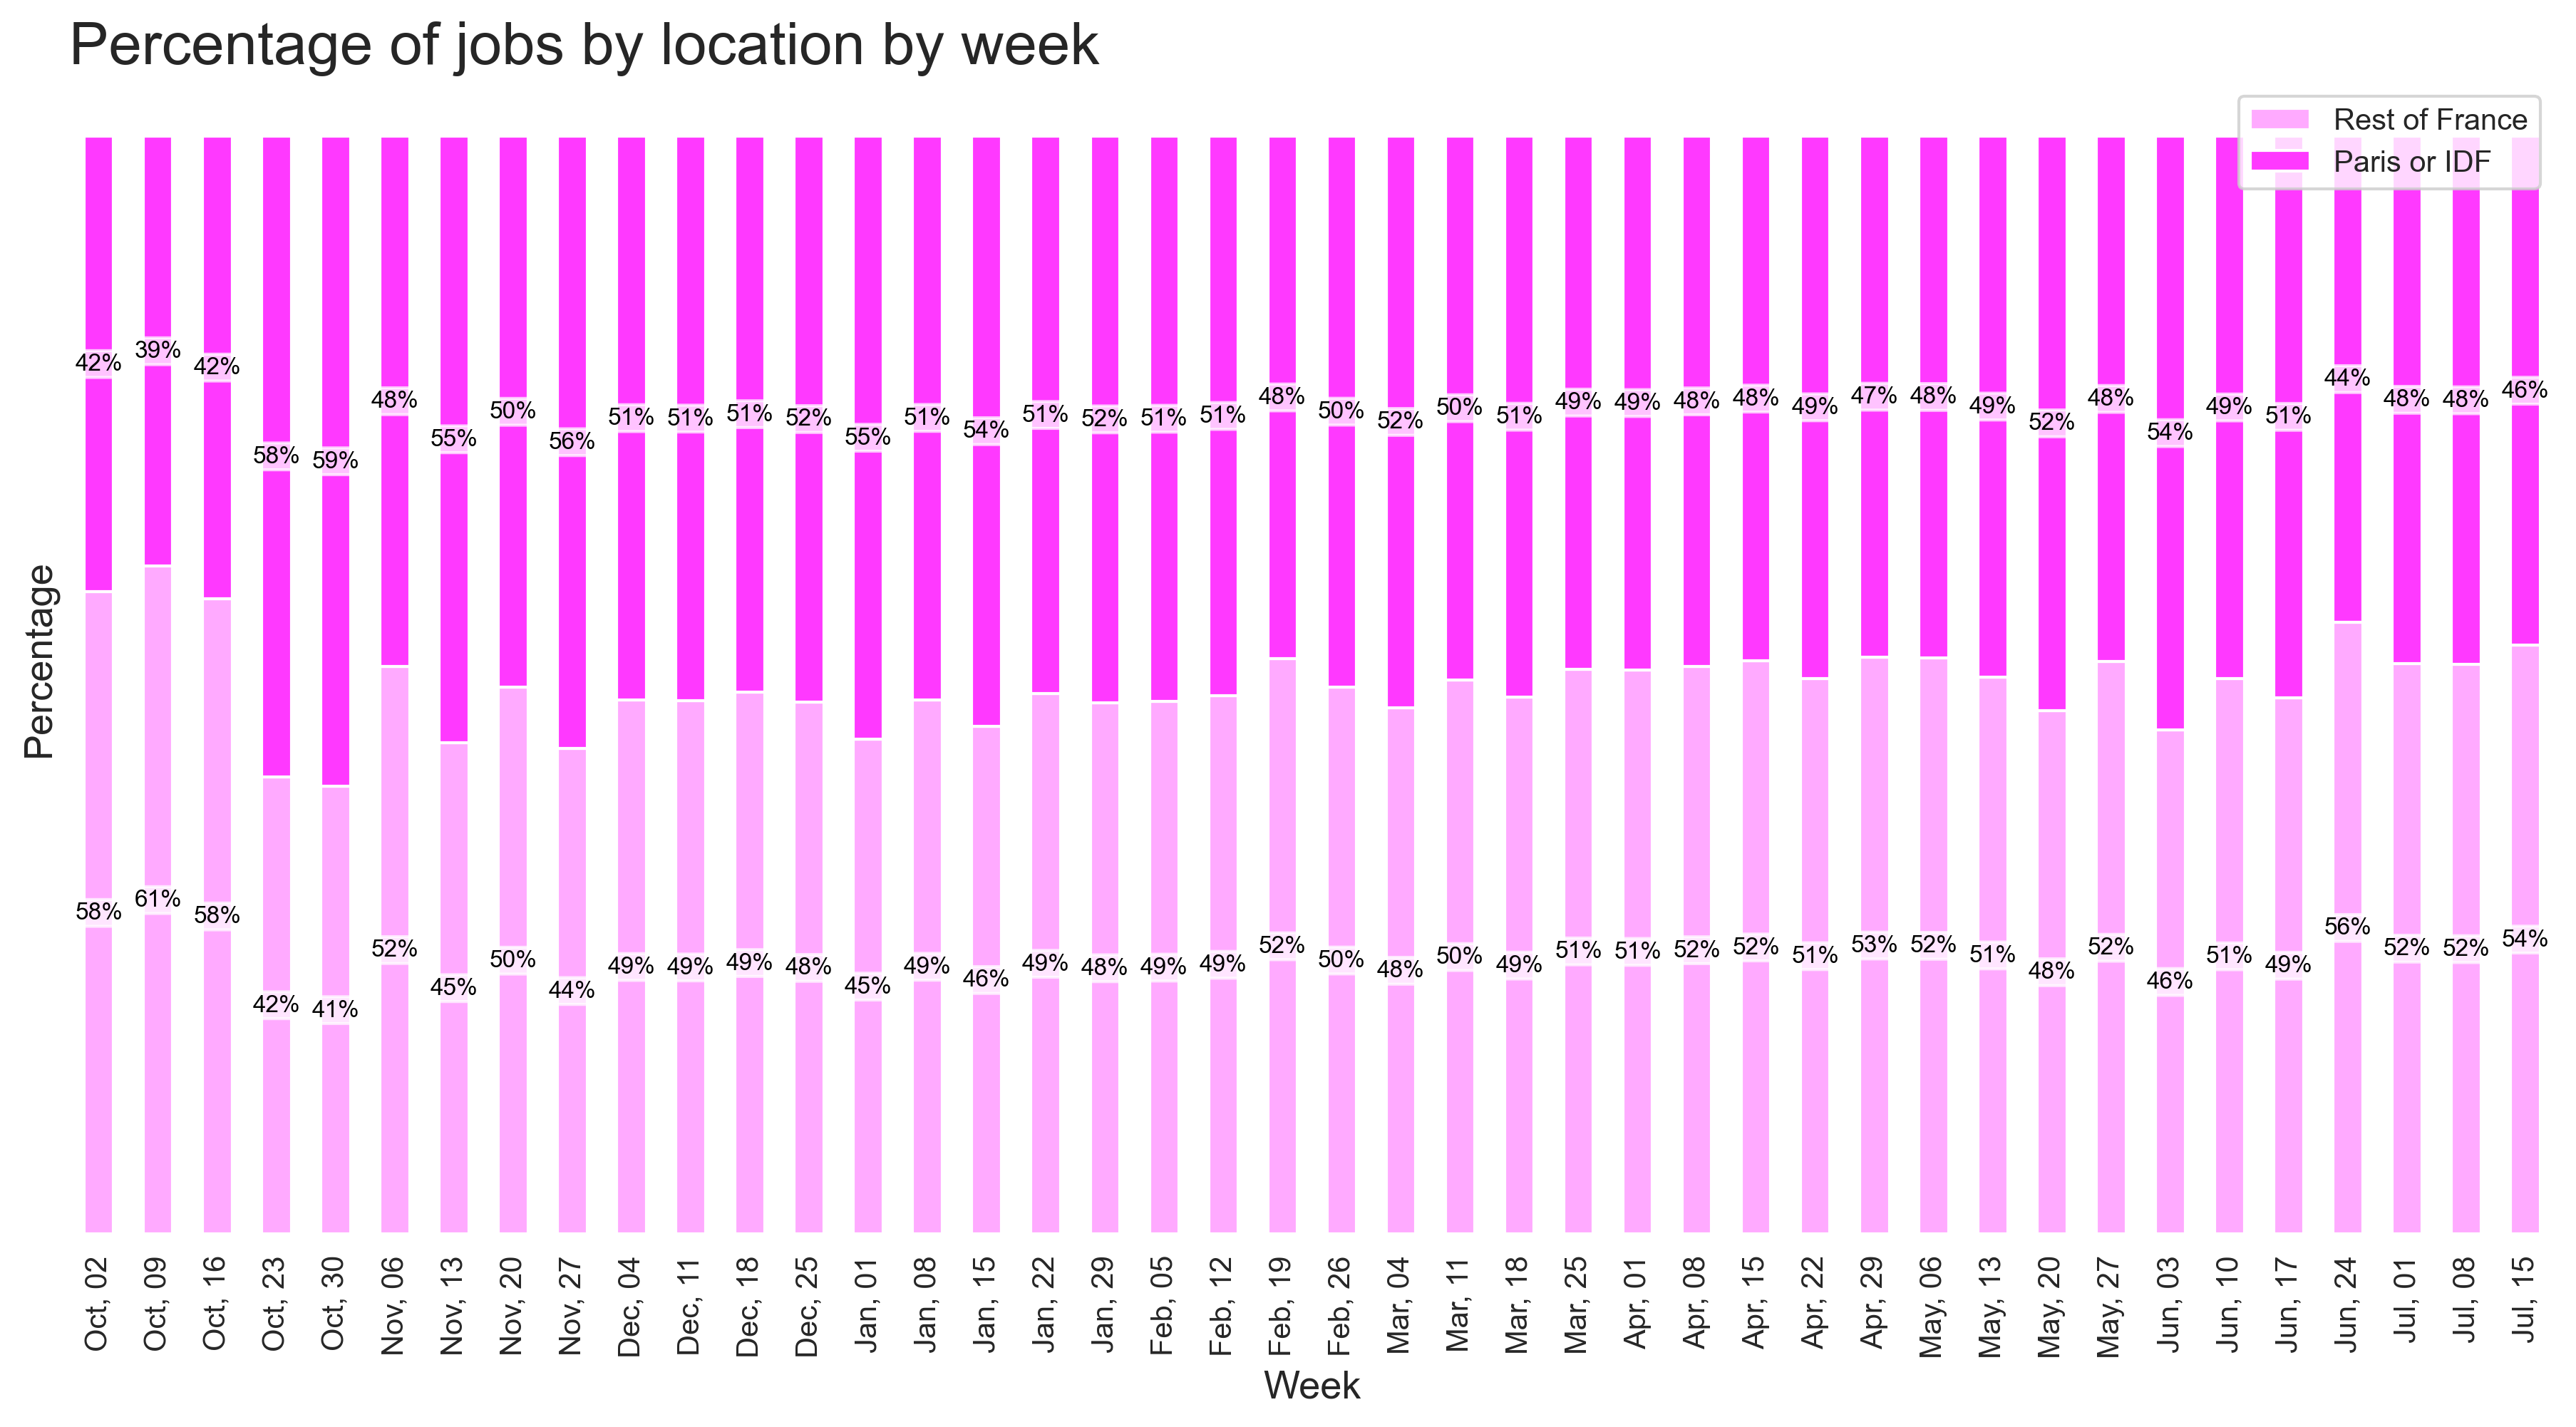 Percentage of jobs by location by week
Rest of France
Paris or IDF
Percentage
42% 39% 42% 58% 59% 48% 55% 50% 56% 51% 51% 51% 52% 55% 51% 54% 51% 52% 51% 51% 48% 50% 52% 50% 51% 49% 49% 48% 48% 49% 47% 48% 49% 52% 48% 54% 49% 51% 44% 48% 48% 46%
58% 61% 58% 42% 41% 52% 45% 50% 44% 49% 49% 49% 48% 45% 49% 46% 49% 48% 49% 49% 52% 50% 48% 50% 49% 51% 51% 52% 52% 51% 53% 52% 51% 48% 52% 46% 51% 49% 56% 52% 52% 54%
Oct, 02
Oct, 09
Oct, 16
Oct, 23
Oct, 30
Nov, 06
Nov, 13
Nov, 20
Nov, 27
Dec, 04
Dec, 11
Dec, 18
Dec, 25
Jan, 01
Jan, 08
Jan, 15
Jan, 22
Jan, 29
Feb, 05
Feb, 12
Feb, 19
Feb, 26
Mar, 04
Mar, 11
Mar, 18
Mar, 25
Apr, 01
Apr, 08
Apr, 15
Apr, 22
Apr, 29
May, 06
May, 13
May, 20
May, 27
Jun, 03
Jun, 10
Jun, 17
Jun, 24
Jul, 01
Jul, 08
Jul, 15
Week